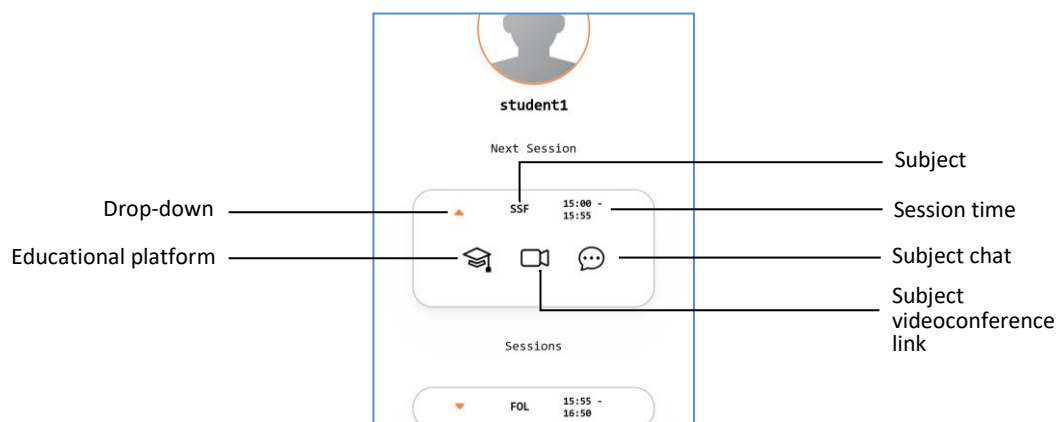 student1
Next Session
Subject
Drop-down
SSF
15:00 -
15:55
Session time
Educational platform
Subject chat
Subject
videoconference
link
Sessions
FOL
15:55 -
16:50